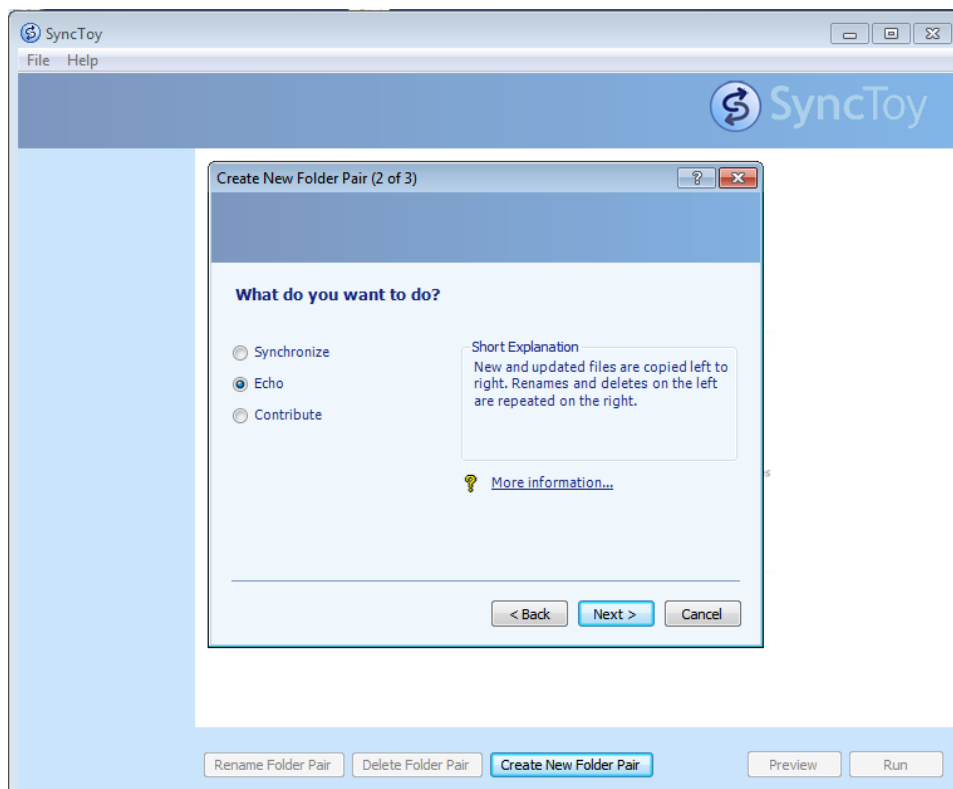 SyncToy
File Help
SyncToy
Create New Folder Pair (2 of 3)
What do you want to do?
Synchronize
Echo
Contribute
Short Explanation
New and updated files are copied left to
right. Renames and deletes on the left
are repeated on the right.
More information...
< Back Next > Cancel
Rename Folder Pair Delete Folder Pair Create New Folder Pair Preview Run